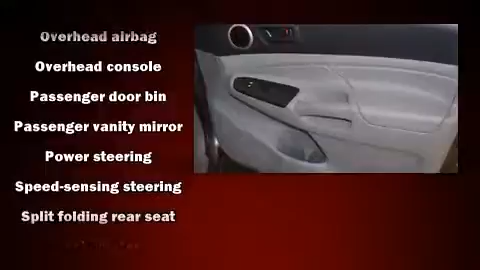 Overhead airbag
Overhead console
Passenger door bin
Passenger vanity mirror
Power steering
Speed-sensing steering
Split folding rear seat